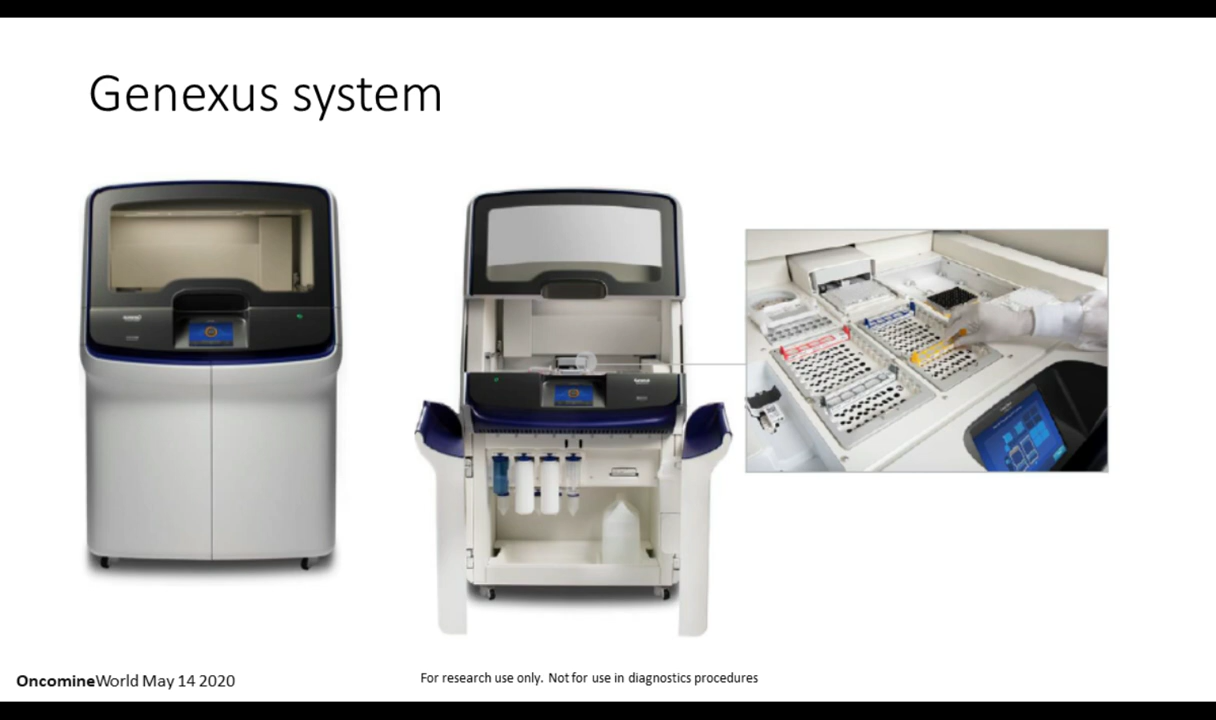 Genexus system
OncomineWorld May 14 2020
For research use only. Not for use in diagnostics procedures